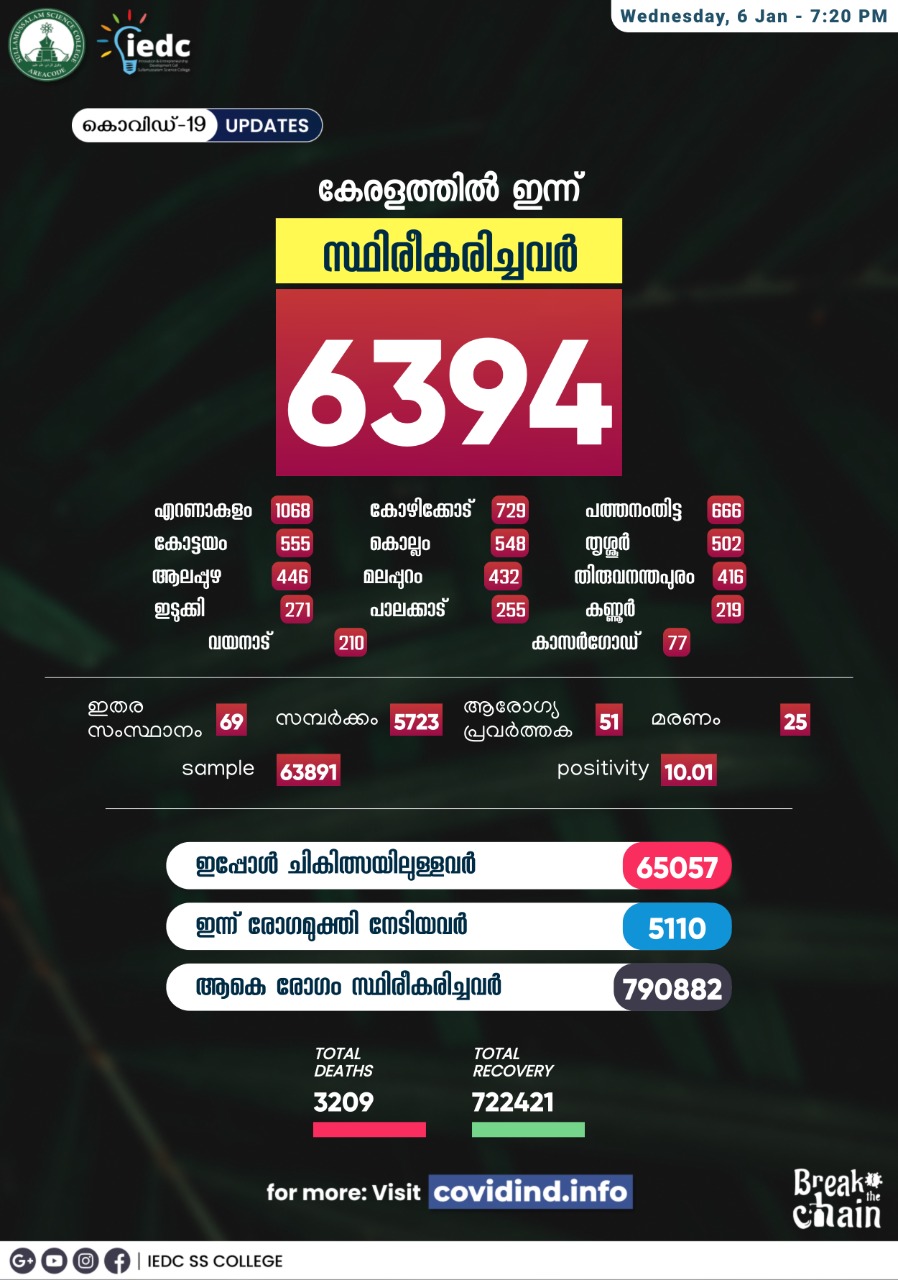 Wednesday, 6 Jan - 7:20 PM
SULLAMUSSALAM SCIENCE COLLEGE
AREACODE
iedc
കൊവിഡ്-19 UPDATES
കേരളത്തിൽ ഇന്ന്
സ്ഥിരീകരിച്ചവർ
6394
എറണാകുളം 1068 കോഴിക്കോട് 729 പത്തനംതിട്ട 666
കോട്ടയം 555 കൊല്ലം 548 തൃശ്ശൂർ 502
ആലപ്പുഴ 446 മലപ്പുറം 432 തിരുവനന്തപുരം 416
ഇടുക്കി 271 പാലക്കാട് 255 കണ്ണൂർ 219
വയനാട് 210 കാസർഗോഡ് 77
ഇതര സംസ്ഥാനം 69 സമ്പർക്കം 5723 ആരോഗ്യ പ്രവർത്തക 51 മരണം 25
sample 63891 positivity 10.01
ഇപ്പോൾ ചികിത്സയിലുള്ളവർ 65057
ഇന്ന് രോഗമുക്തി നേടിയവർ 5110
ആകെ രോഗം സ്ഥിരീകരിച്ചവർ 790882
TOTAL DEATHS
3209
TOTAL RECOVERY
722421
for more: Visit covidind.info
Break the chain
IEDC SS COLLEGE